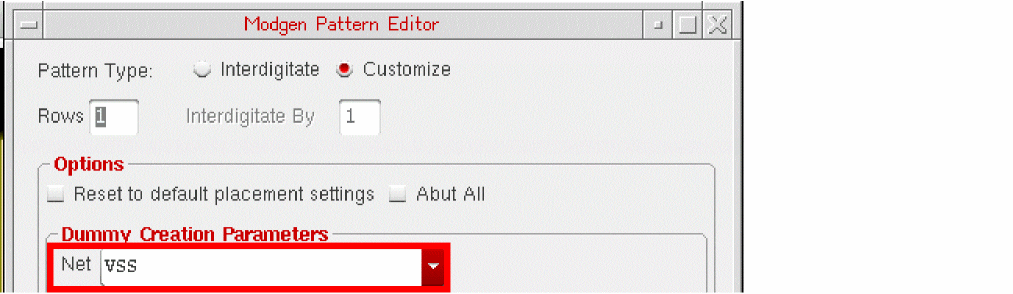 Modgen Pattern Editor
Pattern Type: Interdigitate Customize
Rows 1 Interdigitate By 1
Options
Reset to default placement settings Abut All
Dummy Creation Parameters
Net vss